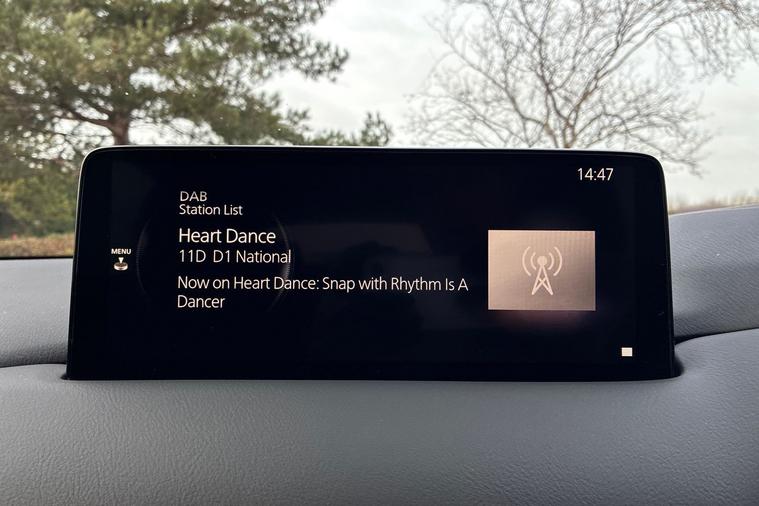 14:47
DAB
Station List
MENU
Heart Dance
11D D1 National
Now on Heart Dance: Snap with Rhythm Is A
Dancer